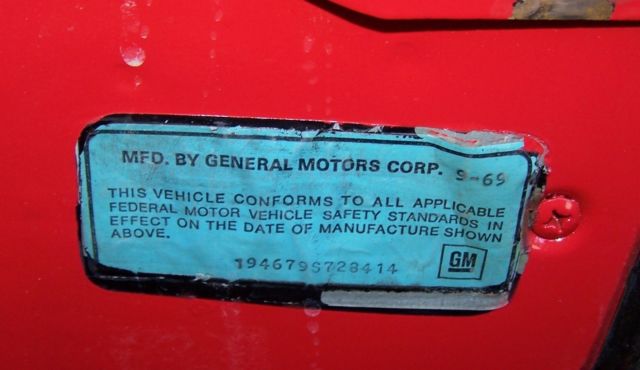 MFD. BY GENERAL MOTORS CORP. 9-69
THIS VEHICLE CONFORMS TO ALL APPLICABLE
FEDERAL MOTOR VEHICLE SAFETY STANDARDS IN
EFFECT ON THE DATE OF MANUFACTURE SHOWN
ABOVE.
194679S728414
GM